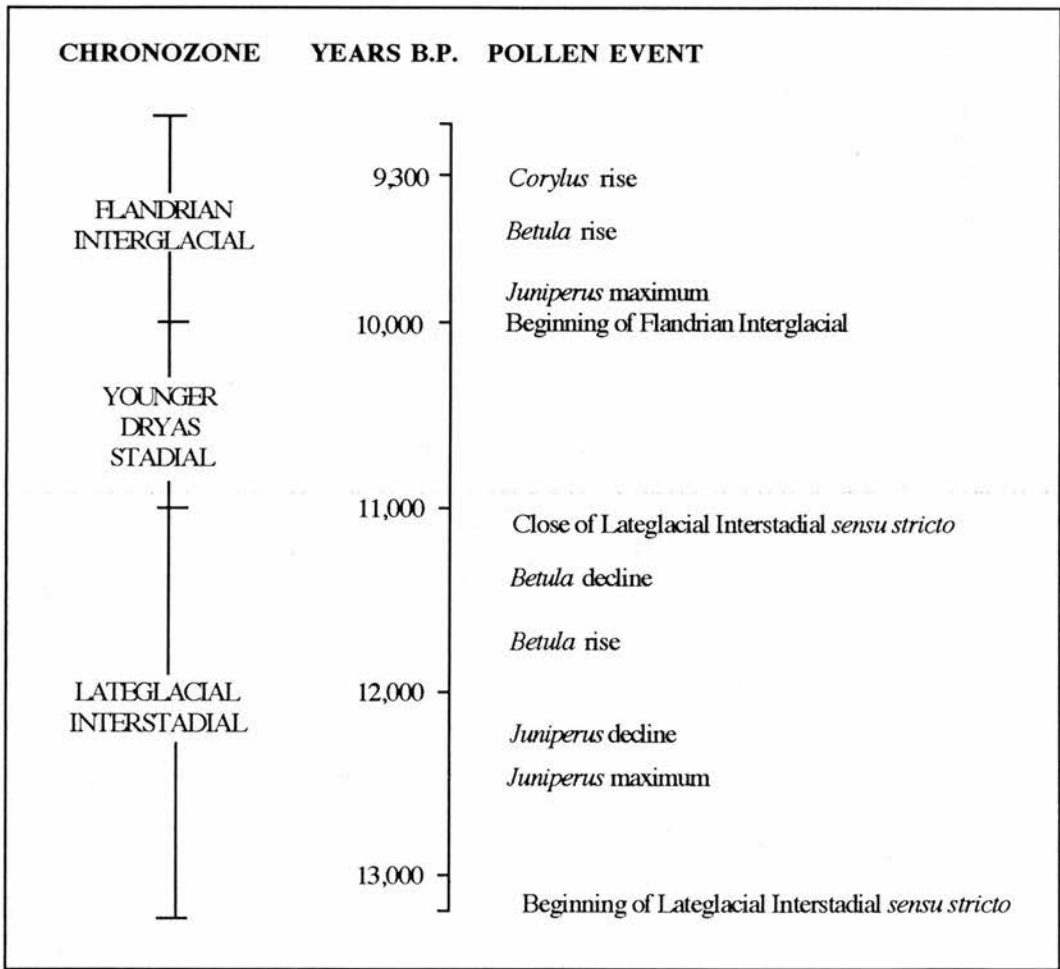 CHRONOZONE YEARS B.P. POLLEN EVENT
9,300 Corylus rise
FLANDRIAN
INTERGLACIAL
Betula rise
Juniperus maximum
10,000 Beginning of Flandrian Interglacial
YOUNGER
DRYAS
STADIAL
11,000
Close of Lateglacial Interstadial sensu stricto
Betula decline
Betula rise
LATEGLACIAL
INTERSTADIAL
12,000
Juniperus decline
Juniperus maximum
13,000
Beginning of Lateglacial Interstadial sensu stricto